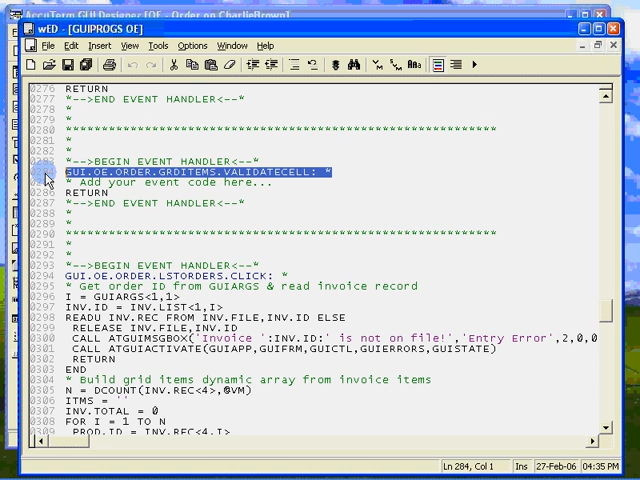 AccuTerm GUI Designer [OE - Order on CharlieBrown]
wED - [GUIPROGS OE]
File Edit Insert View Tools Options Window Help
0276 RETURN
0277 *-->END EVENT HANDLER<--*
0278 *
0279 *
0280 ************************************************************
0281 *
0282 *
0283 *-->BEGIN EVENT HANDLER<--*
GUI.OE.ORDER.GRDITEMS.VALIDATECELL: *
* Add your event code here...
0286 RETURN
0287 *-->END EVENT HANDLER<--*
0288 *
0289 *
0290 ************************************************************
0291 *
0292 *
0293 *-->BEGIN EVENT HANDLER<--*
0294 GUI.OE.ORDER.LSTORDERS.CLICK: *
0295 * Get order ID from GUIARGS & read invoice record
0296 I = GUIARGS<1,1>
0297 INV.ID = INV.LIST<1,I>
0298 READU INV.REC FROM INV.FILE,INV.ID ELSE
0299 RELEASE INV.FILE,INV.ID
0300 CALL ATGUIMSGBOX('Invoice ':INV.ID:' is not on file!','Entry Error',2,0,0
0301 CALL ATGUIACTIVATE(GUIAPP,GUIFRM,GUICTL,GUIERRORS,GUISTATE)
0302 RETURN
0303 END
0304 * Build grid items dynamic array from invoice items
0305 N = DCOUNT(INV.REC<4>,@VM)
0306 ITMS = ''
0307 INV.TOTAL = 0
0308 FOR I = 1 TO N
0309 PROD.ID = INV.REC<4,I>
Ln 284, Col 1 Ins 27-Feb-06 04:35 PM